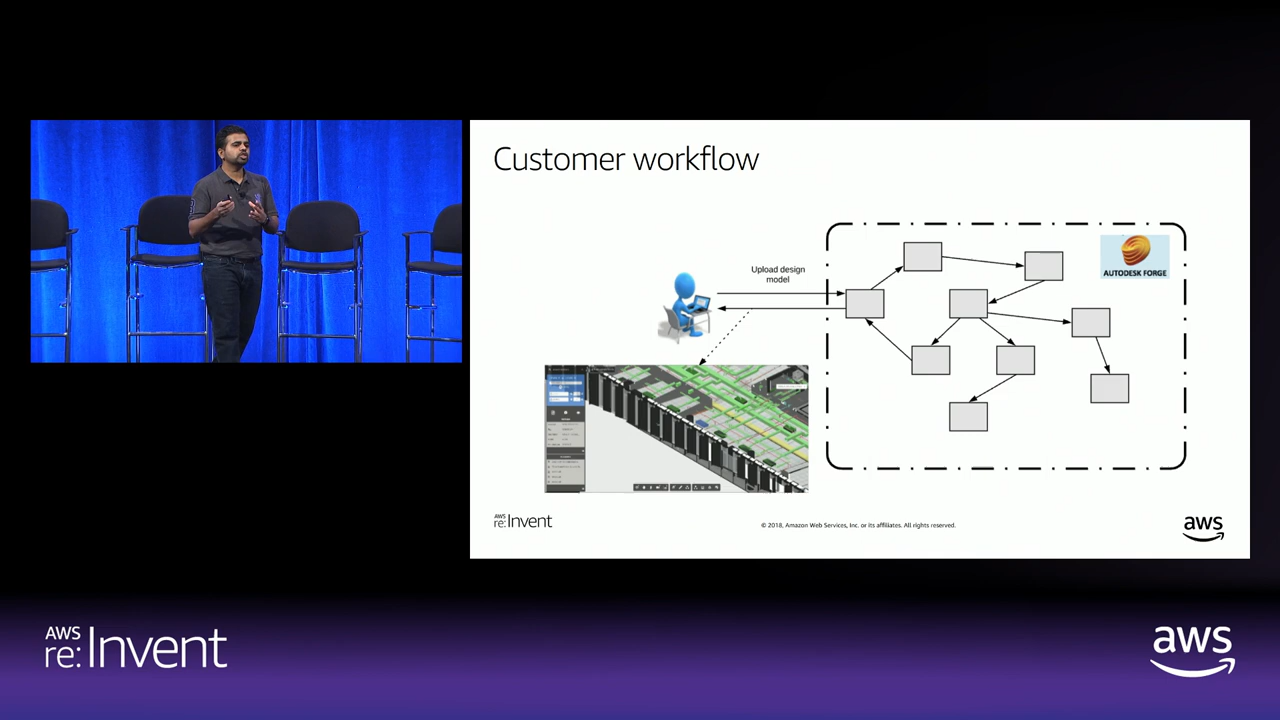 Customer workflow
Upload design
model
AUTODESK FORGE
AWS
re:Invent
© 2018, Amazon Web Services, Inc. or its affiliates. All rights reserved.
aws
AWS
re:Invent
aws